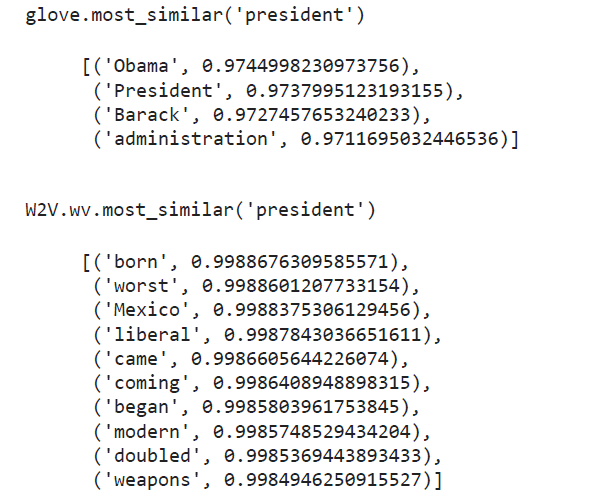 glove.most_similar('president')
[('Obama', 0.9744998230973756),
('President', 0.9737995123193155),
('Barack', 0.9727457653240233),
('administration', 0.9711695032446536)]
W2V.wv.most_similar('president')
[('born', 0.9988676309585571),
('worst', 0.9988601207733154),
('Mexico', 0.9988375306129456),
('liberal', 0.9987843036651611),
('came', 0.9986605644226074),
('coming', 0.9986408948898315),
('began', 0.9985803961753845),
('modern', 0.9985748529434204),
('doubled', 0.9985369443893433),
('weapons', 0.9984946250915527)]